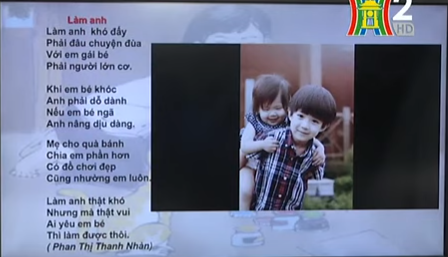 Làm anh
Làm anh khó đấy
Phải đâu chuyện đùa
Với em gái bé
Phải người lớn cơ.
Khi em bé khóc
Anh phải dỗ dành
Nếu em bé ngã
Anh nâng dịu dàng.
Mẹ cho quà bánh
Chia em phần hơn
Có đồ chơi đẹp
Cũng nhường em luôn.
Làm anh thật khó
Nhưng mà thật vui
Ai yêu em bé
Thì làm được thôi.
( Phan Thị Thanh Nhàn)
2
HD